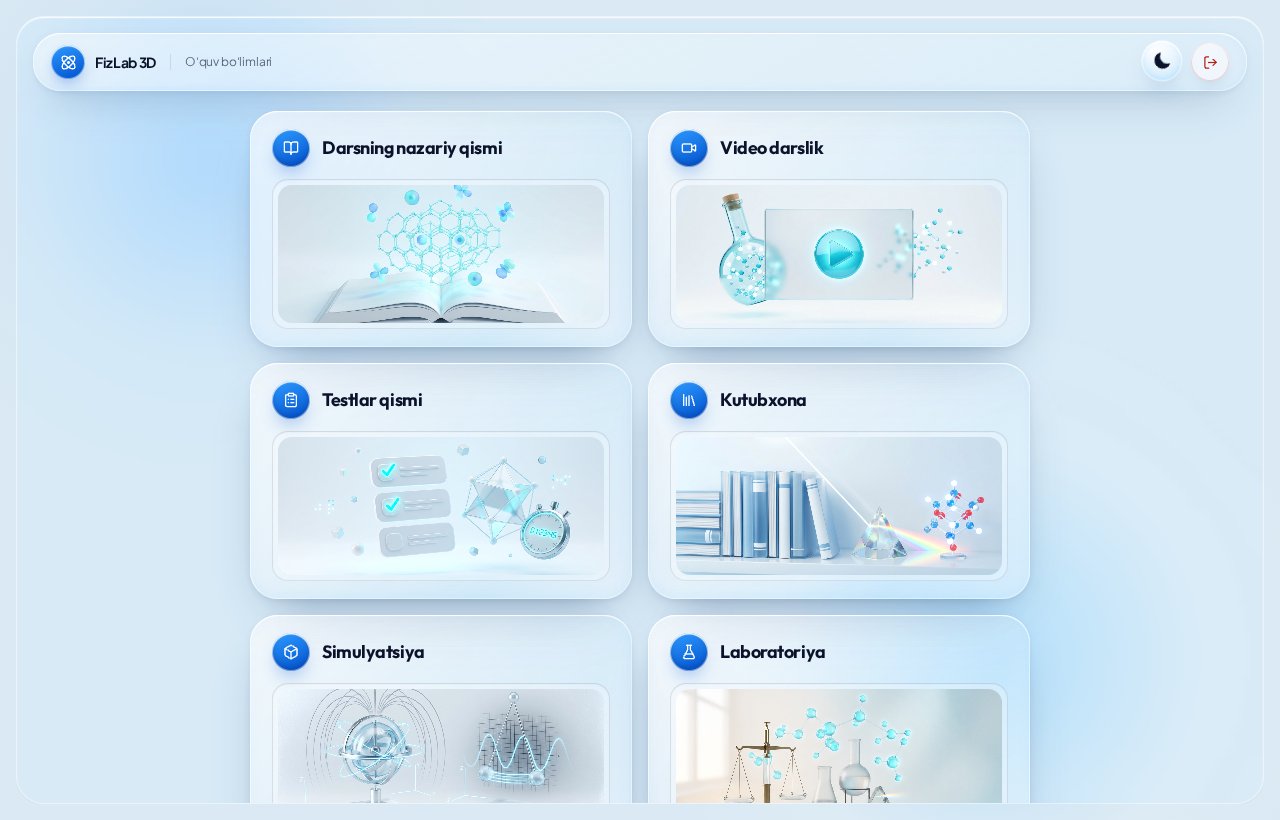 FizLab 3D
O'quv bo'limlari
Darsning nazariy qismi
Video darslik
Testlar qismi
Kutubxona
Simulyatsiya
Laboratoriya